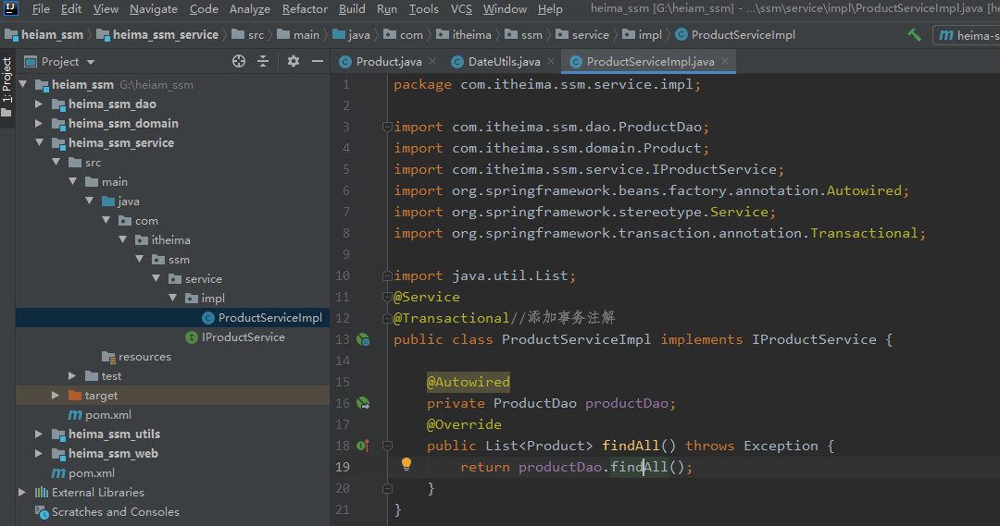 File Edit View Navigate Code Analyze Refactor Build Run Tools VCS Window Help heima_ssm [G:\heiam_ssm] - ...\ssm\service\impl\ProductServiceImpl.java [he
heiam_ssm heima_ssm_service src main java com itheima ssm service impl ProductServiceImpl heima-s
1: Project
Project
Product.java DateUtils.java ProductServiceImpl.java
heiam_ssm G:\heiam_ssm
heima_ssm_dao
heima_ssm_domain
heima_ssm_service
src
main
java
com
itheima
ssm
service
impl
ProductServiceImpl
IProductService
resources
test
target
pom.xml
heima_ssm_utils
heima_ssm_web
pom.xml
External Libraries
Scratches and Consoles
1 package com.itheima.ssm.service.impl;
2
3 import com.itheima.ssm.dao.ProductDao;
4 import com.itheima.ssm.domain.Product;
5 import com.itheima.ssm.service.IProductService;
6 import org.springframework.beans.factory.annotation.Autowired;
7 import org.springframework.stereotype.Service;
8 import org.springframework.transaction.annotation.Transactional;
9
10 import java.util.List;
11 @Service
12 @Transactional//添加事务注解
13 public class ProductServiceImpl implements IProductService {
14
15 @Autowired
16 private ProductDao productDao;
17 @Override
18 public List<Product> findAll() throws Exception {
19 return productDao.findAll();
20 }
21 }